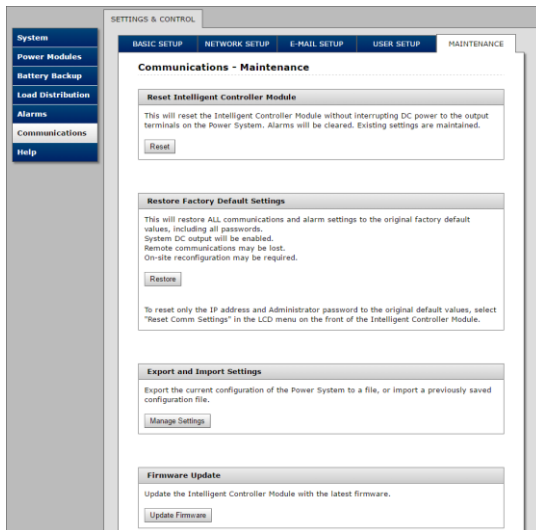 SETTINGS & CONTROL
System
Power Modules
Battery Backup
Load Distribution
Alarms
Communications
Help
BASIC SETUP NETWORK SETUP E-MAIL SETUP USER SETUP MAINTENANCE
Communications - Maintenance
Reset Intelligent Controller Module
This will reset the Intelligent Controller Module without interrupting DC power to the output
terminals on the Power System. Alarms will be cleared. Existing settings are maintained.
Reset
Restore Factory Default Settings
This will restore ALL communications and alarm settings to the original factory default
values, including all passwords.
System DC output will be enabled.
Remote communications may be lost.
On-site reconfiguration may be required.
Restore
To reset only the IP address and Administrator password to the original default values, select
"Reset Comm Settings" in the LCD menu on the front of the Intelligent Controller Module.
Export and Import Settings
Export the current configuration of the Power System to a file, or import a previously saved
configuration file.
Manage Settings
Firmware Update
Update the Intelligent Controller Module with the latest firmware.
Update Firmware